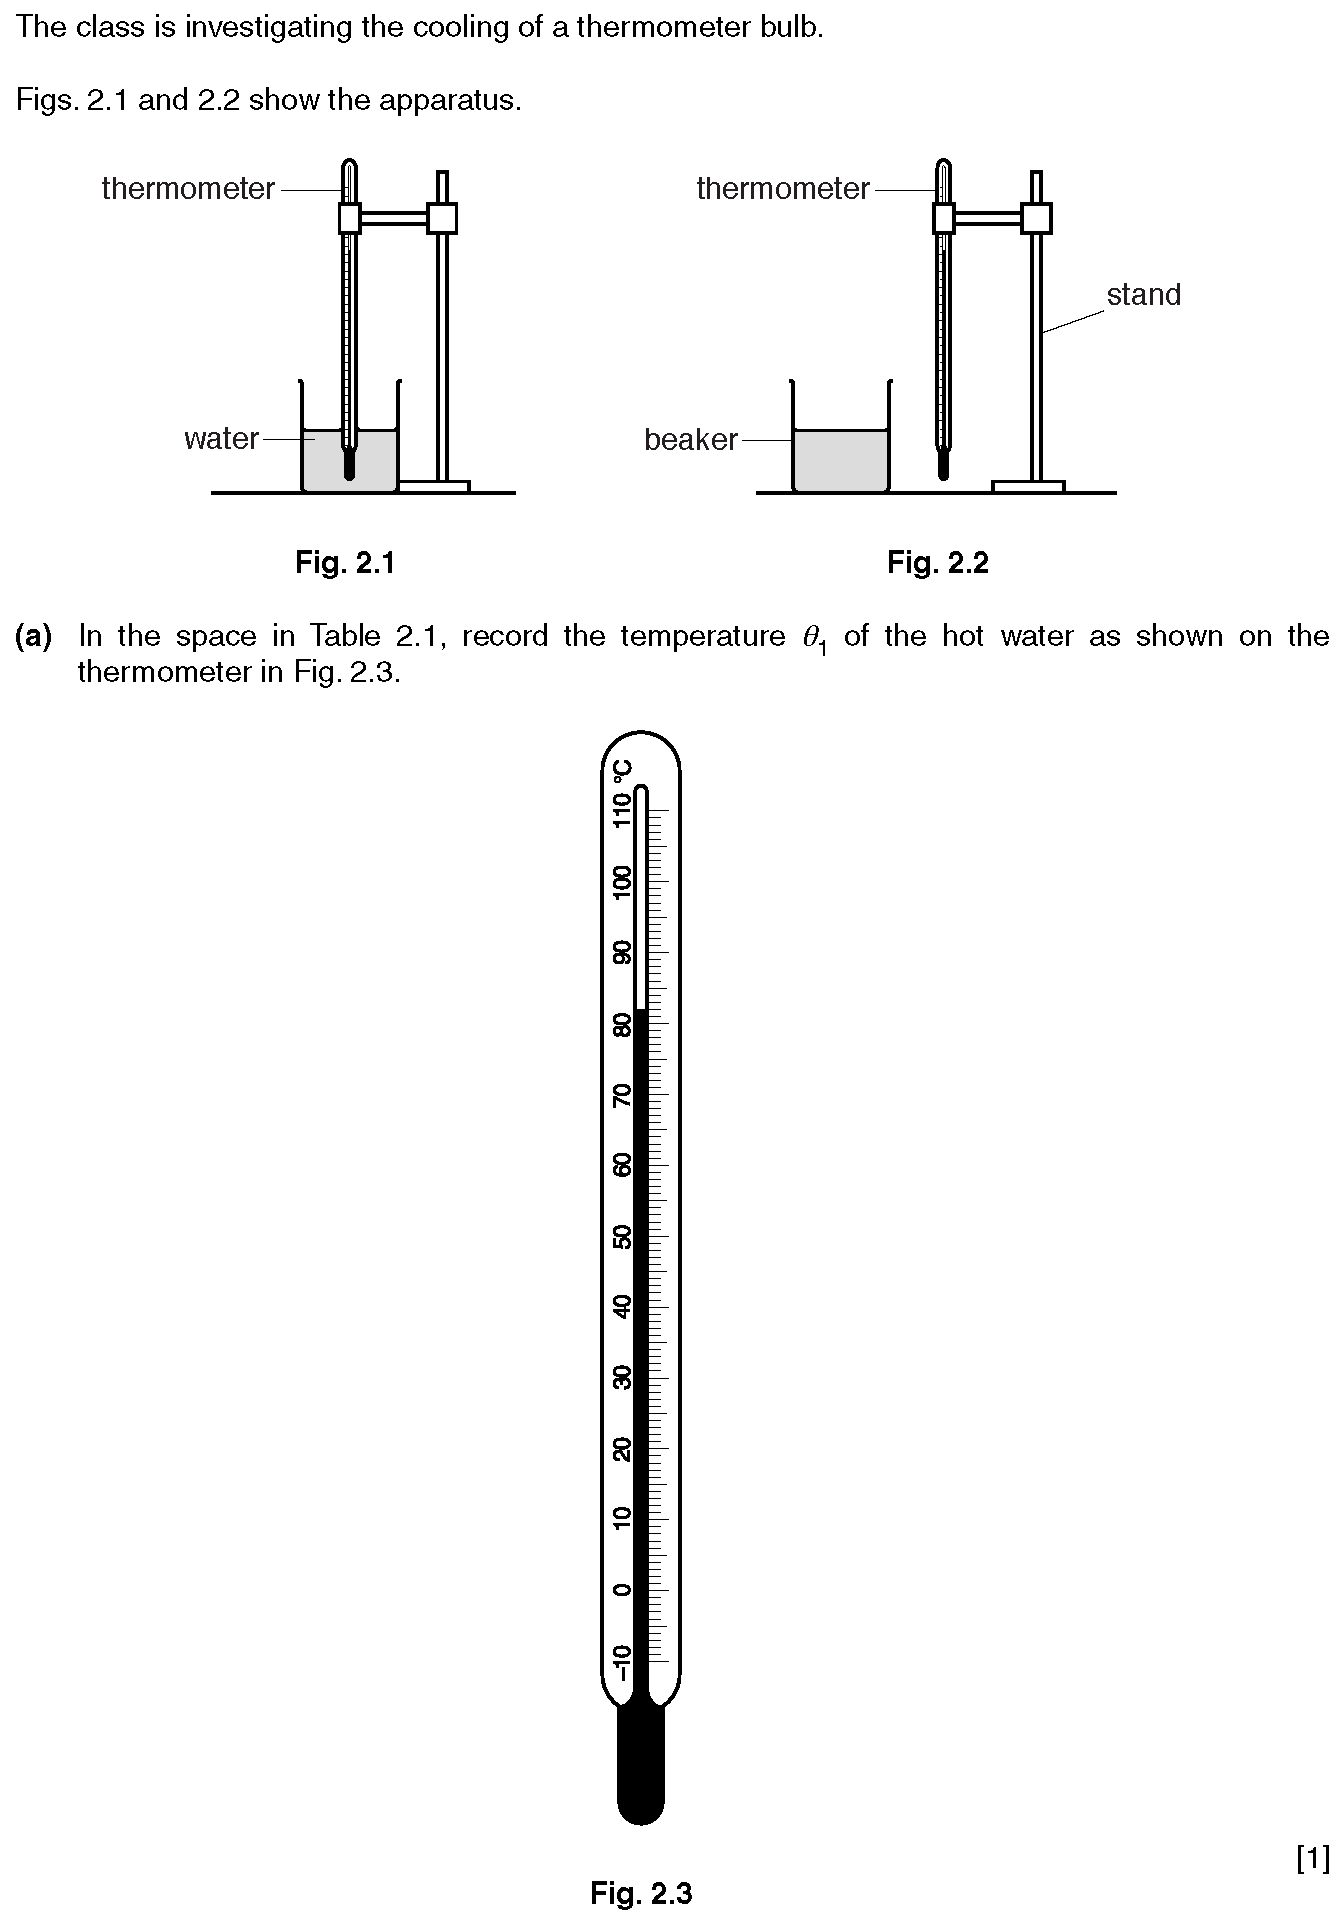 The class is investigating the cooling of a thermometer bulb.
Figs. 2.1 and 2.2 show the apparatus.
thermometer
thermometer
stand
water
beaker
Fig. 2.1
Fig. 2.2
(a) In the space in Table 2.1, record the temperature θ₁ of the hot water as shown on the
thermometer in Fig. 2.3.
°C
110
100
90
80
70
60
50
40
30
20
10
0
–10
[1]
Fig. 2.3